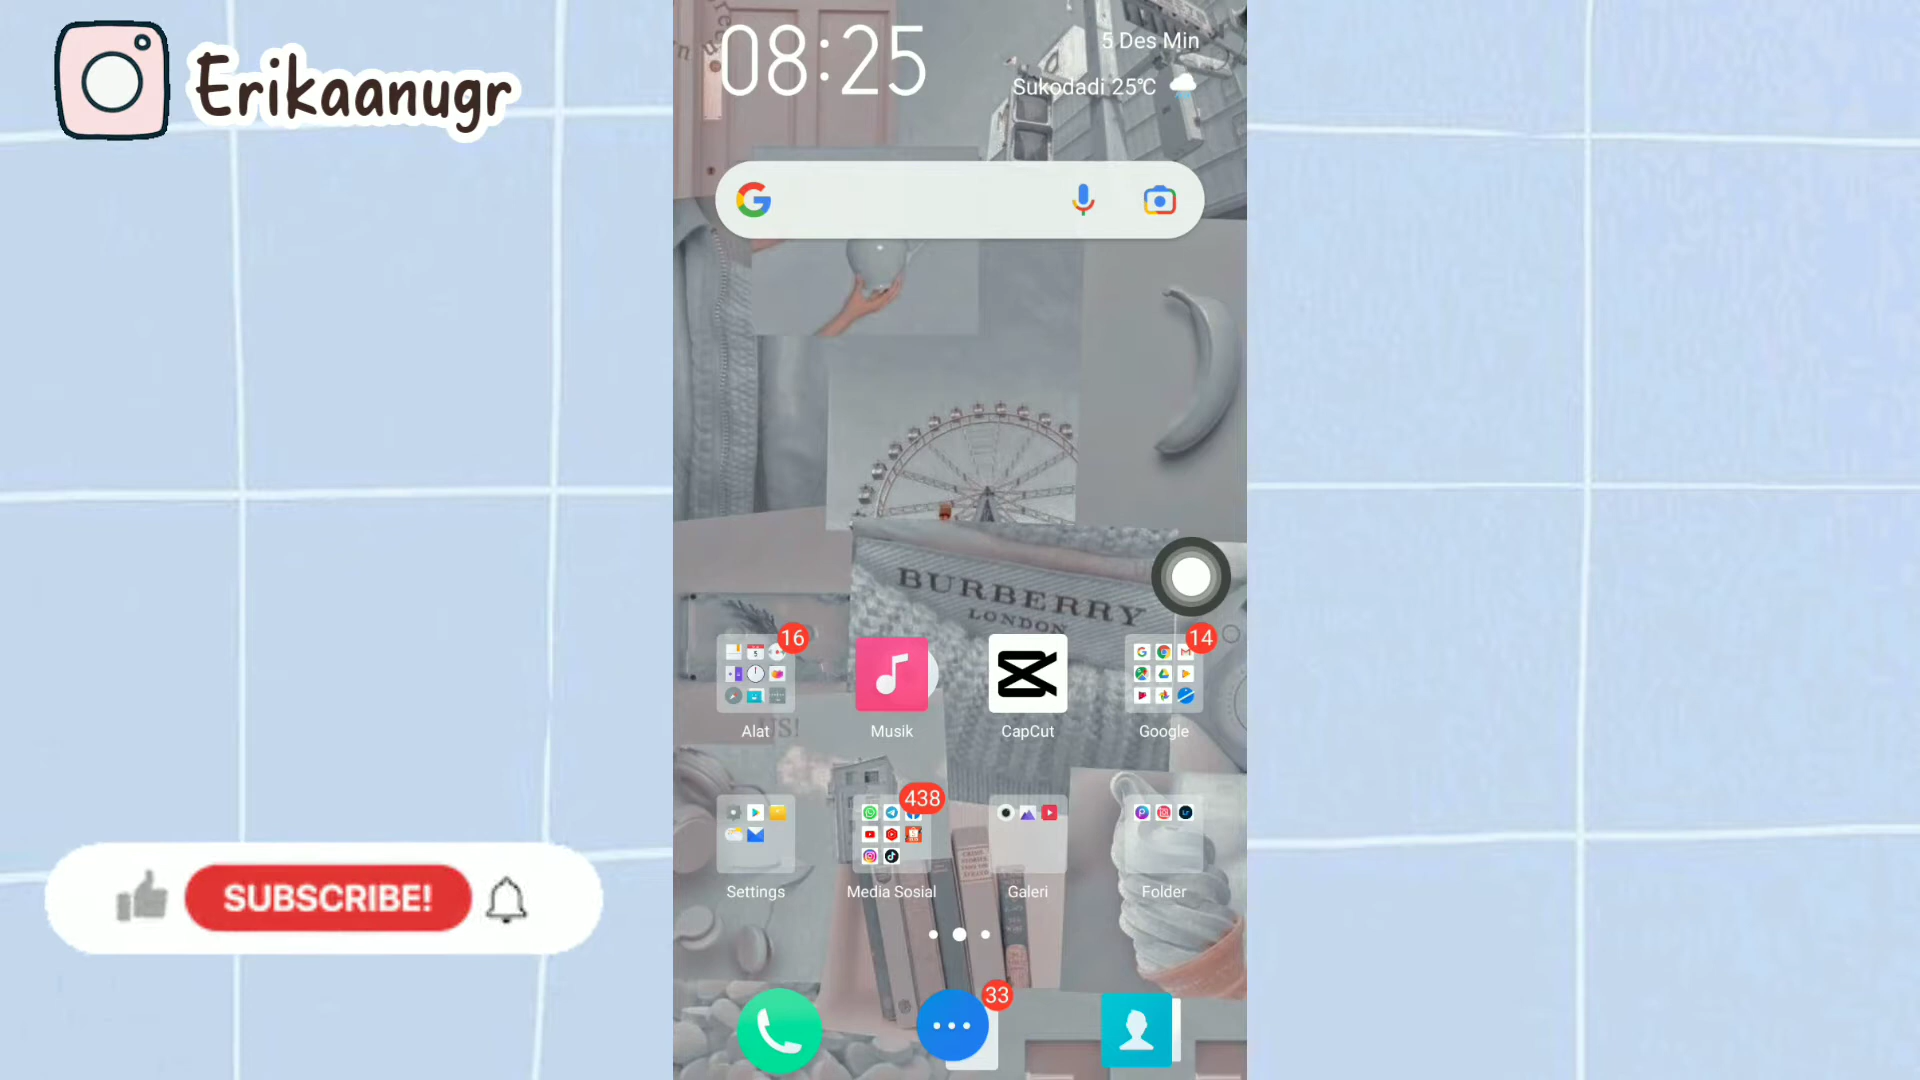 Erikaanugr
08:25
5 Des Min
Sukodadi 25℃
BURBERRY
LONDON
16
14
Alat
US!
Musik
CapCut
Google
438
Settings
Media Sosial
Galeri
Folder
SUBSCRIBE!
33